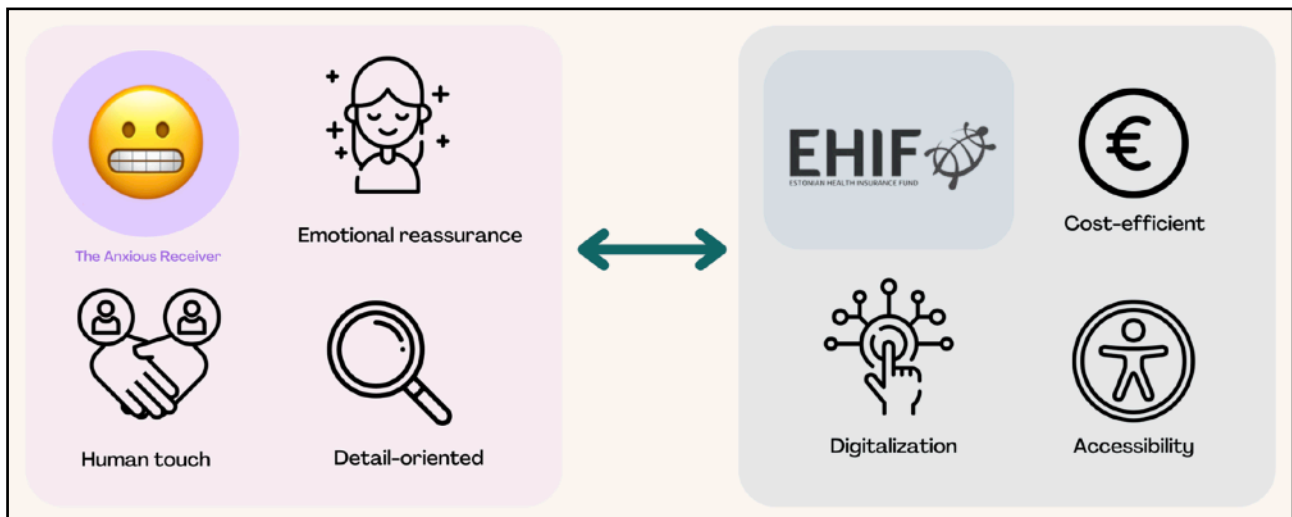 The Anxious Receiver
Emotional reassurance
Human touch
Detail-oriented
EHIF
ESTONIAN HEALTH INSURANCE FUND
€
Cost-efficient
Digitalization
Accessibility